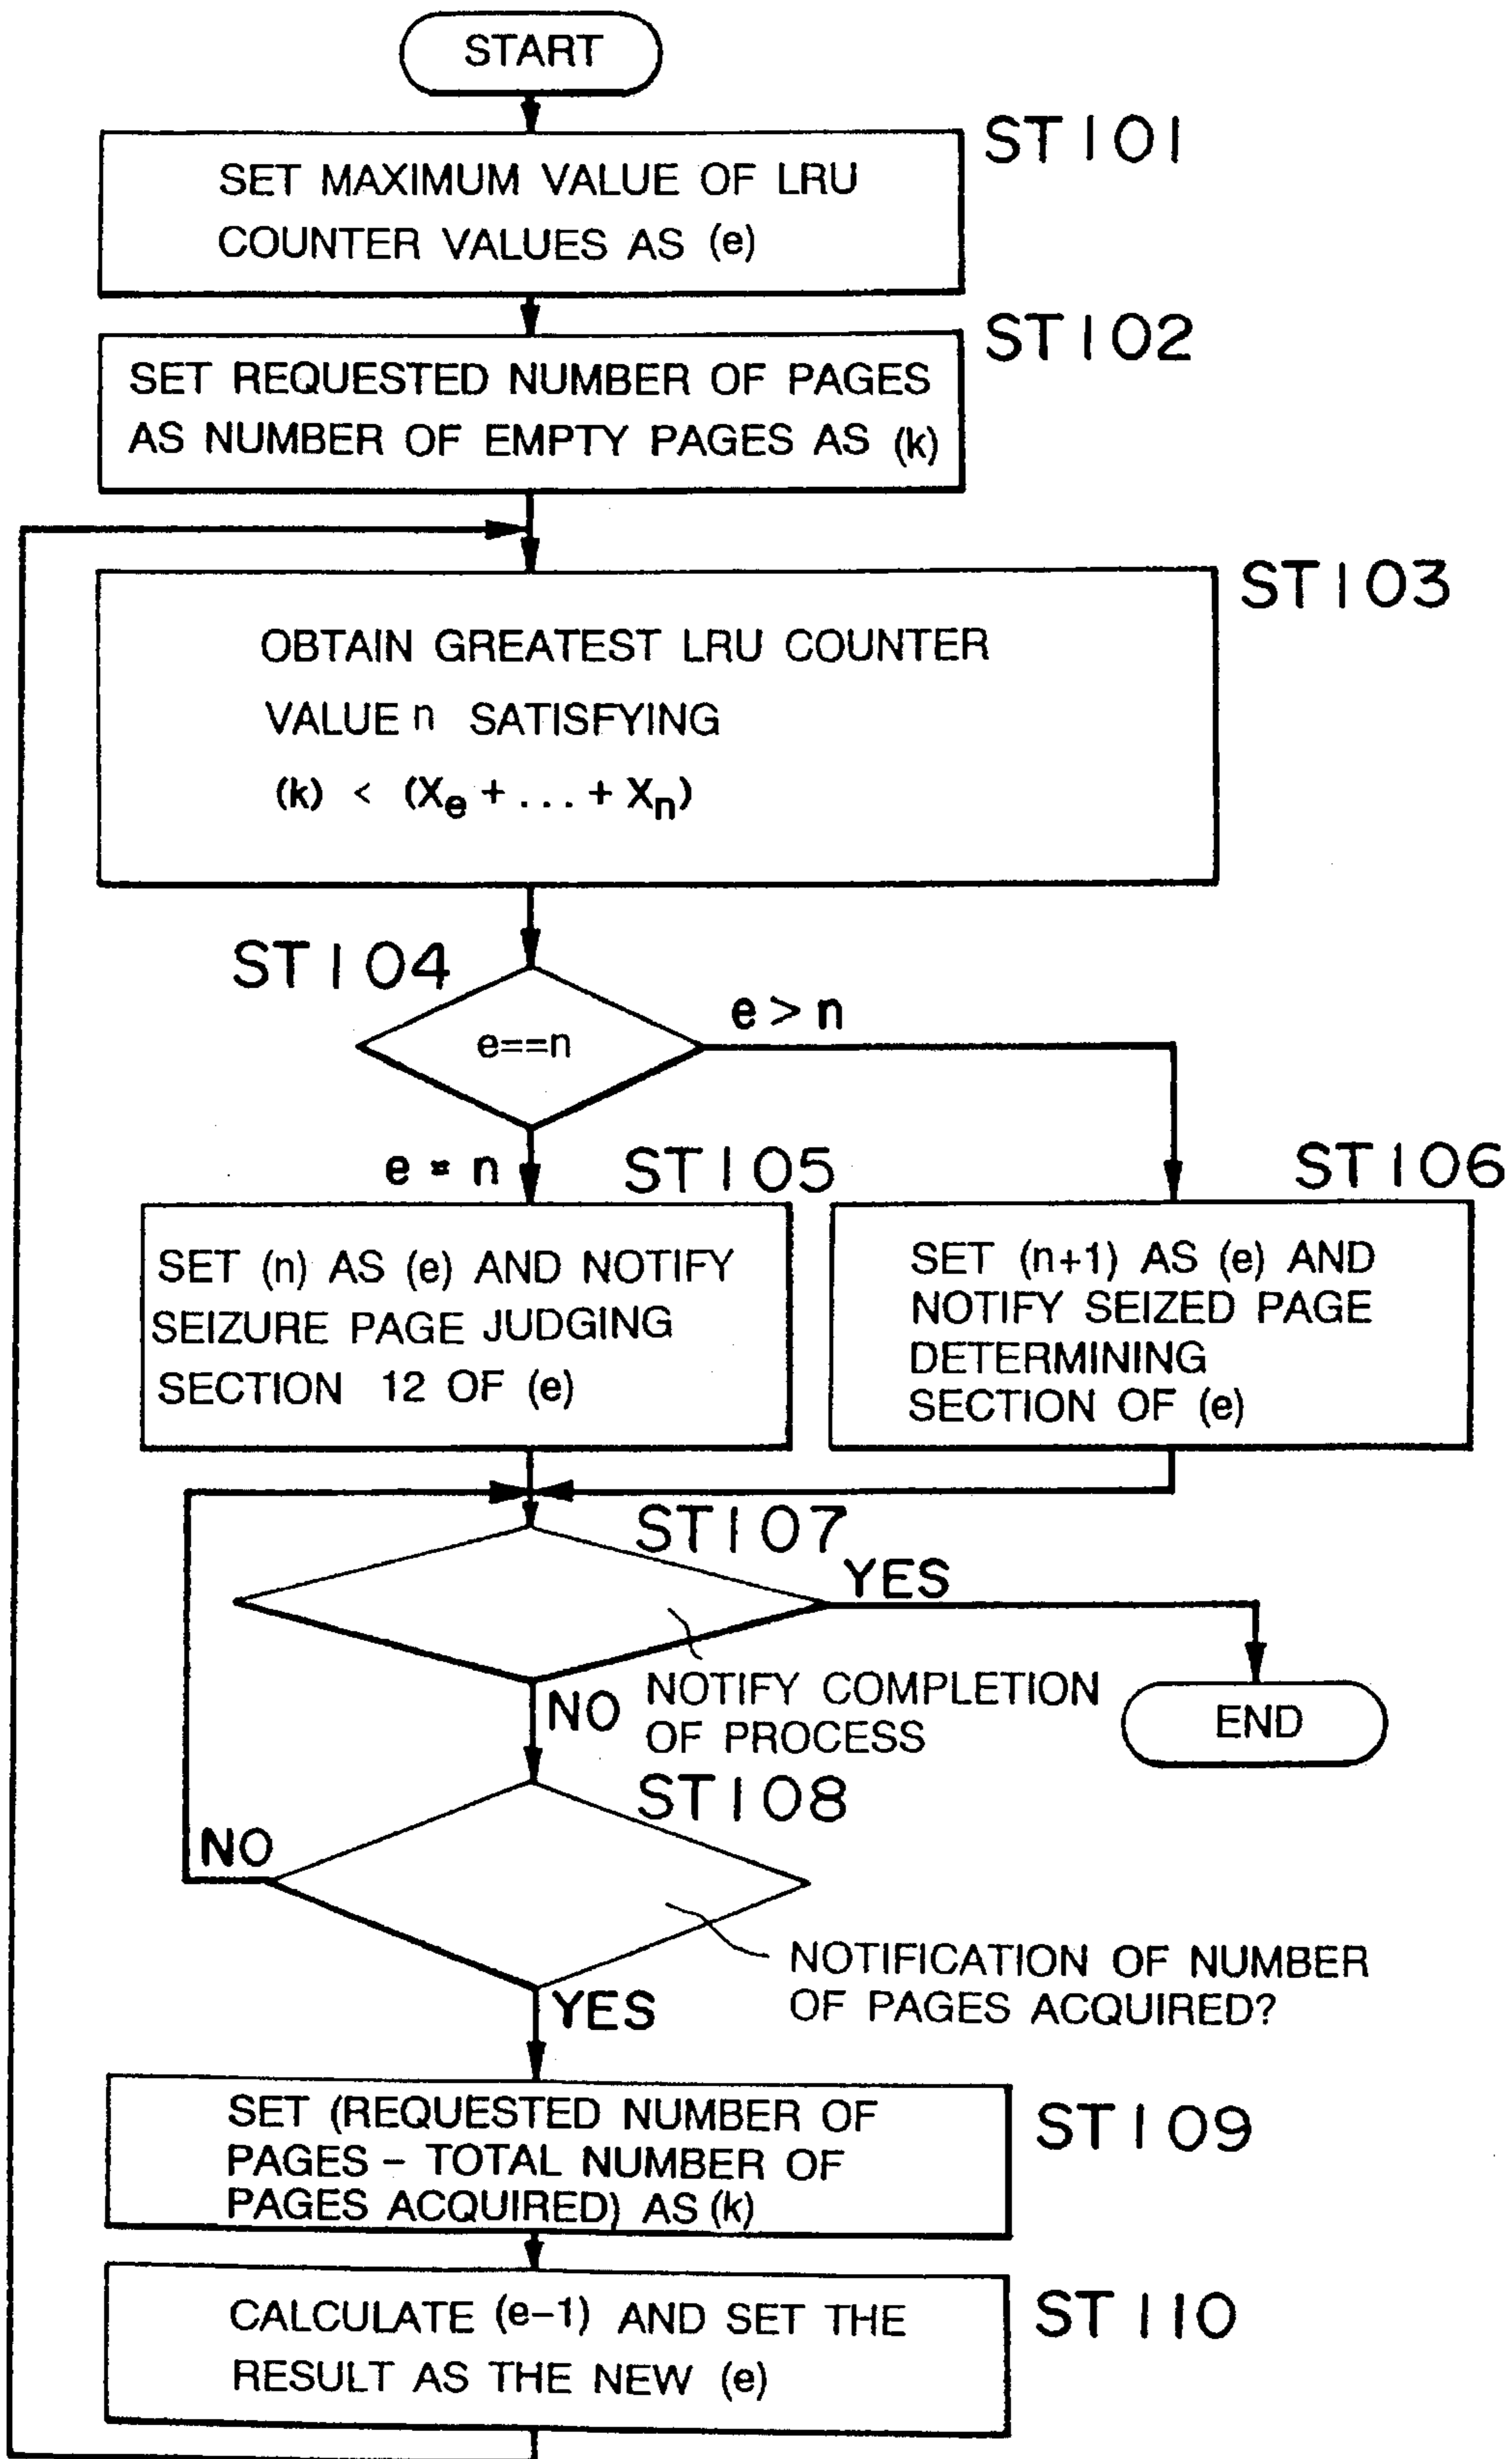 START
ST101
SET MAXIMUM VALUE OF LRU
COUNTER VALUES AS (e)
ST102
SET REQUESTED NUMBER OF PAGES
AS NUMBER OF EMPTY PAGES AS (k)
ST103
OBTAIN GREATEST LRU COUNTER
VALUE n SATISFYING
(k) < (Xe + ... + Xn)
ST104
e==n
e > n
e = n
ST105
ST106
SET (n) AS (e) AND NOTIFY
SEIZURE PAGE JUDGING
SECTION 12 OF (e)
SET (n+1) AS (e) AND
NOTIFY SEIZED PAGE
DETERMINING
SECTION OF (e)
ST107
YES
NO
NOTIFY COMPLETION
OF PROCESS
END
ST108
NO
NOTIFICATION OF NUMBER
OF PAGES ACQUIRED?
YES
SET (REQUESTED NUMBER OF
PAGES - TOTAL NUMBER OF
PAGES ACQUIRED) AS (k)
ST109
CALCULATE (e-1) AND SET THE
RESULT AS THE NEW (e)
ST110